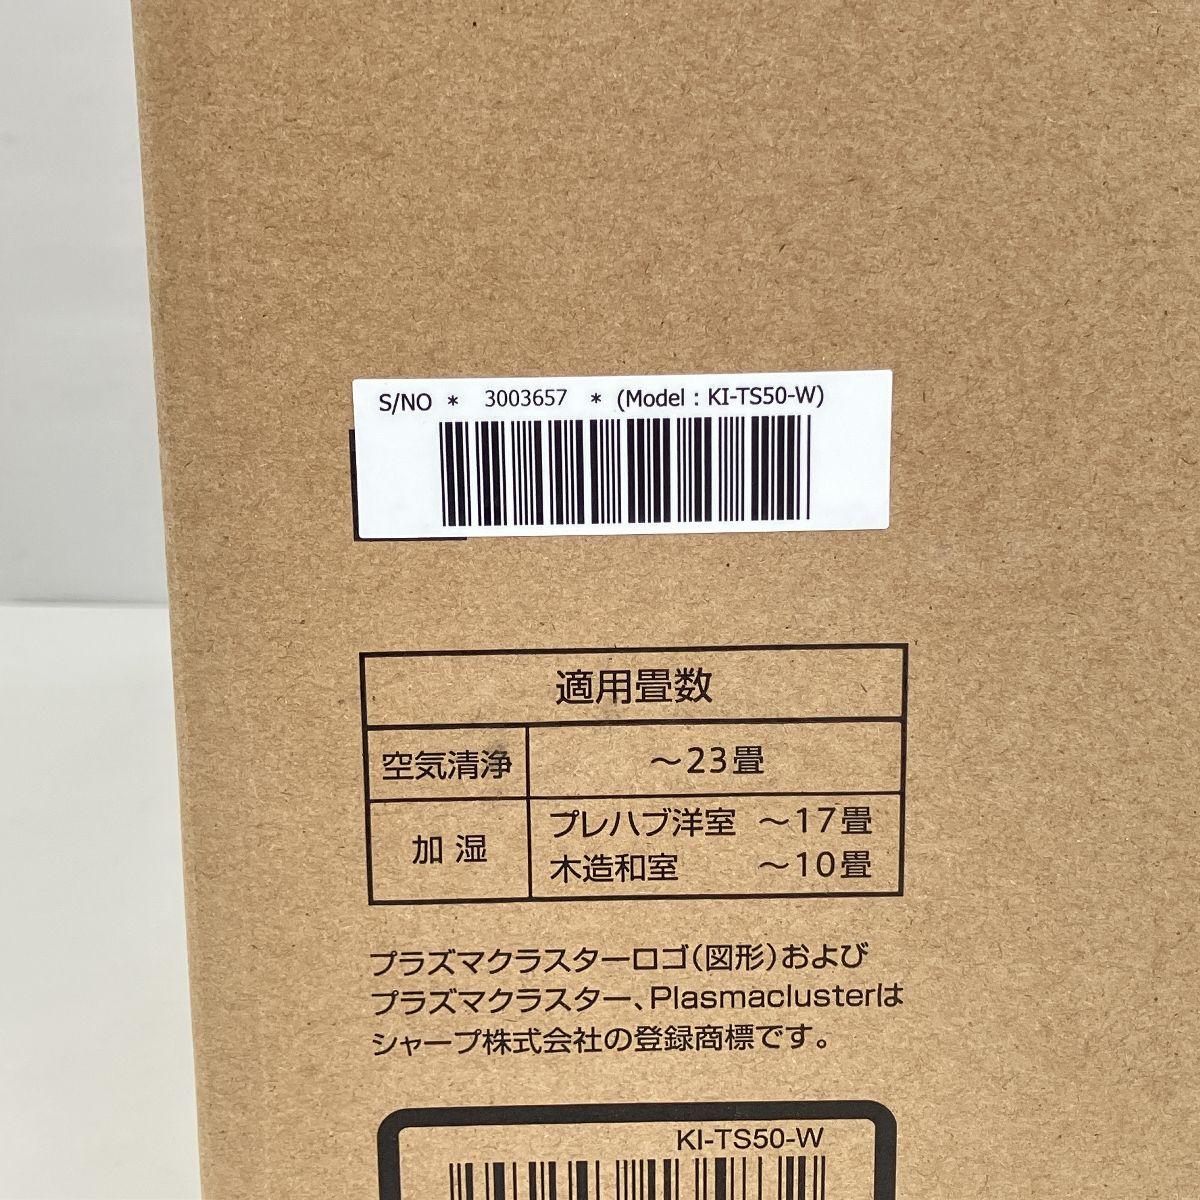 S/NO * 3003657 * (Model : KI-TS50-W)
適用畳数
空気清浄 ～23畳
加湿 プレハブ洋室 ～17畳
木造和室 ～10畳
プラズマクラスターロゴ(図形)および
プラズマクラスター、Plasmaclusterは
シャープ株式会社の登録商標です。
KI-TS50-W